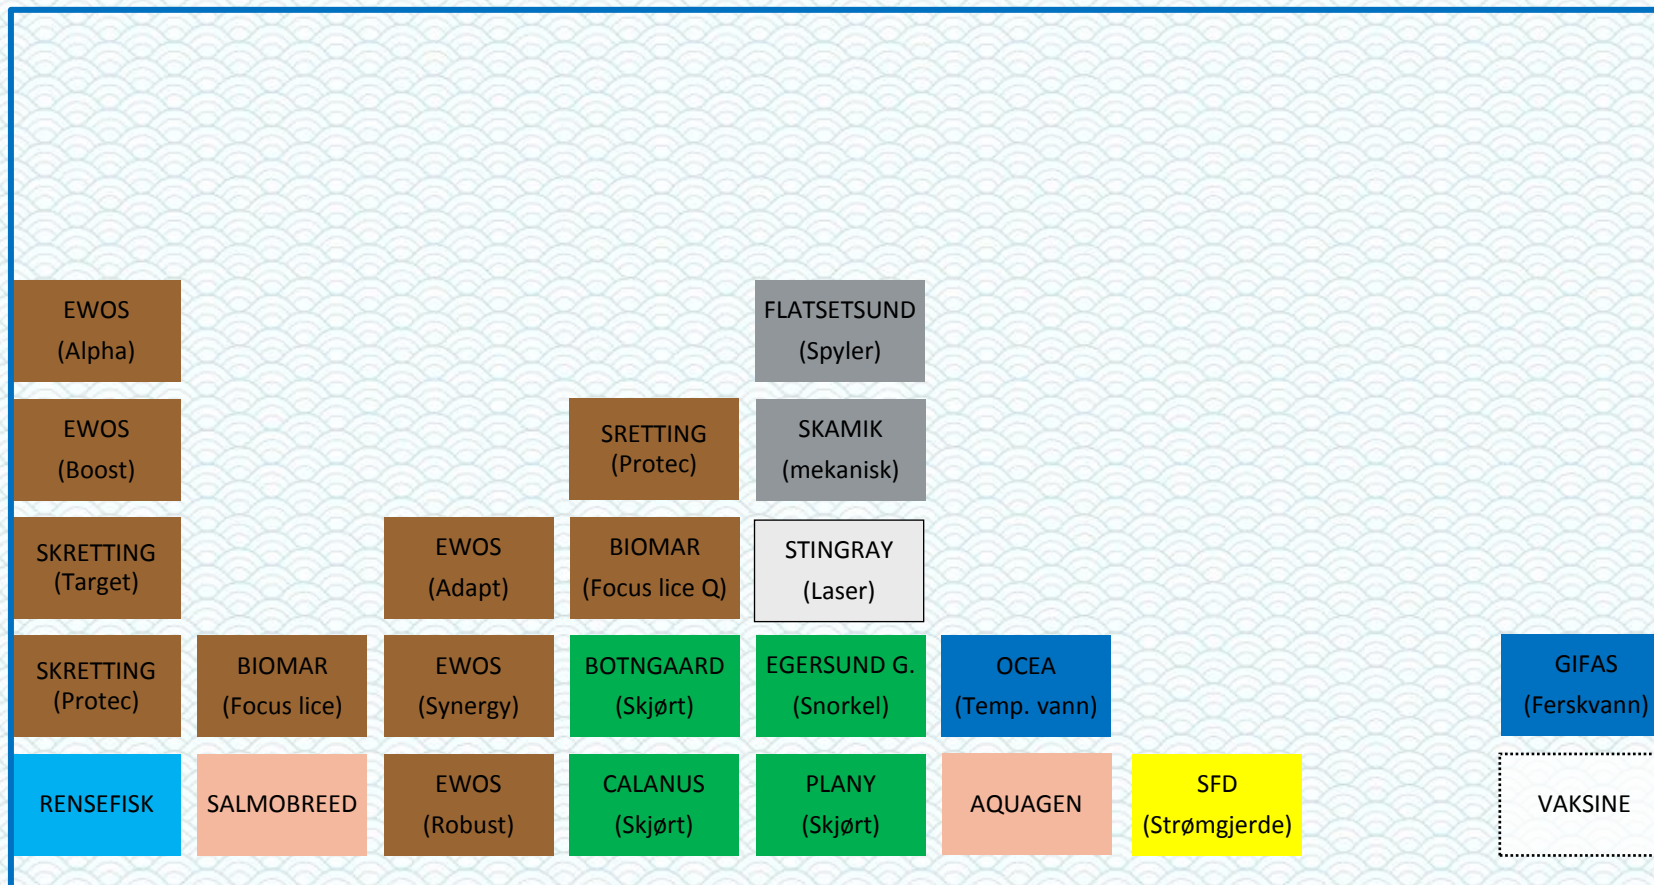 EWOS
(Alpha)
FLATSETSUND
(Spyler)
EWOS
(Boost)
SRETTING
(Protec)
SKAMIK
(mekanisk)
SKRETTING
(Target)
EWOS
(Adapt)
BIOMAR
(Focus lice Q)
STINGRAY
(Laser)
SKRETTING
(Protec)
BIOMAR
(Focus lice)
EWOS
(Synergy)
BOTNGAARD
(Skjørt)
EGERSUND G.
(Snorkel)
OCEA
(Temp. vann)
GIFAS
(Ferskvann)
RENSEFISK
SALMOBREED
EWOS
(Robust)
CALANUS
(Skjørt)
PLANY
(Skjørt)
AQUAGEN
SFD
(Strømgjerde)
VAKSINE